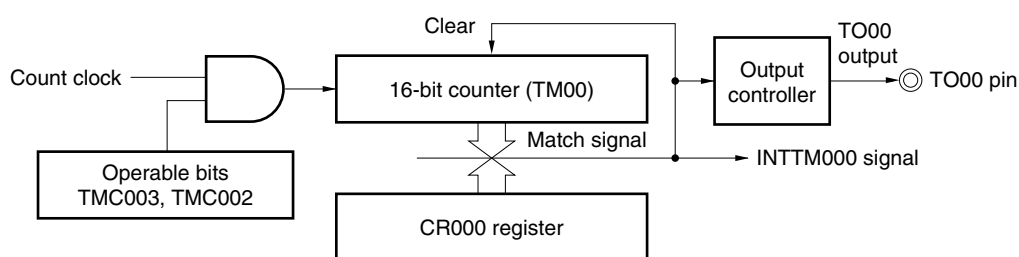 Clear
TO00
output
Count clock
16-bit counter (TM00)
Output
controller
TO00 pin
Match signal
INTTM000 signal
Operable bits
TMC003, TMC002
CR000 register